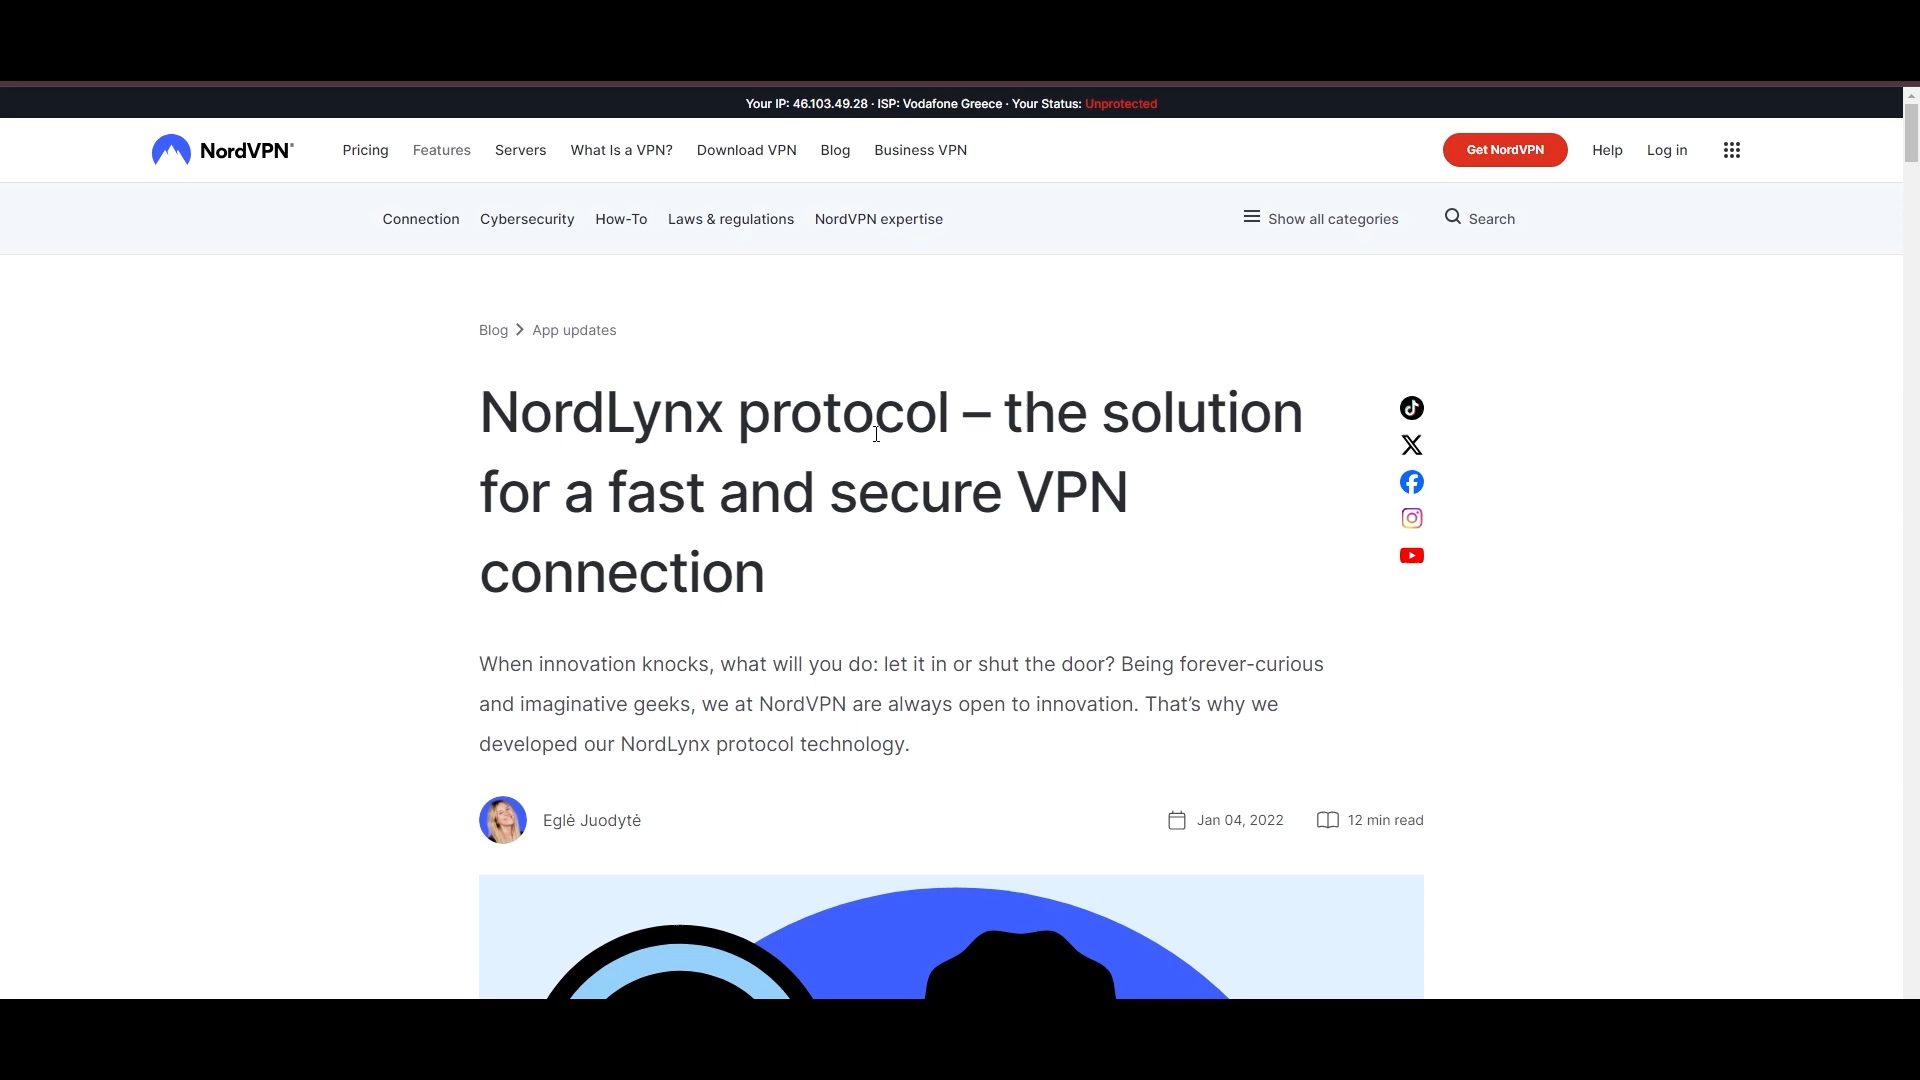 Your IP: 46.103.49.28 · ISP: Vodafone Greece · Your Status: Unprotected
NordVPN®
Pricing
Features
Servers
What Is a VPN?
Download VPN
Blog
Business VPN
Get NordVPN
Help
Log in
Connection
Cybersecurity
How-To
Laws & regulations
NordVPN expertise
Show all categories
Search
Blog
App updates
NordLynx protocol – the solution
for a fast and secure VPN
connection
When innovation knocks, what will you do: let it in or shut the door? Being forever-curious
and imaginative geeks, we at NordVPN are always open to innovation. That’s why we
developed our NordLynx protocol technology.
Eglė Juodytė
Jan 04, 2022
12 min read